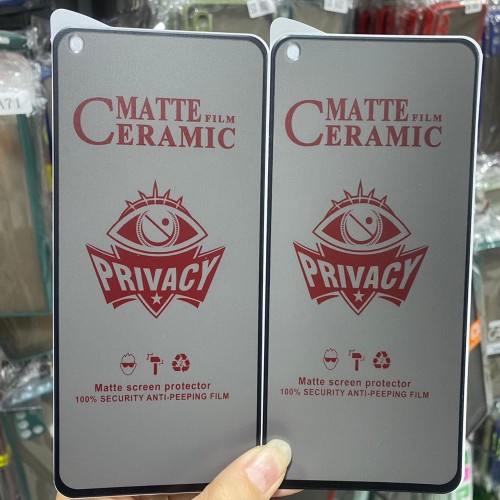 A71
MATTE FILM
CERAMIC
PRIVACY
Matte screen protector
100% SECURITY ANTI-PEEPING FILM
MATTE FILM
CERAMIC
PRIVACY
Matte screen protector
100% SECURITY ANTI-PEEPING FILM